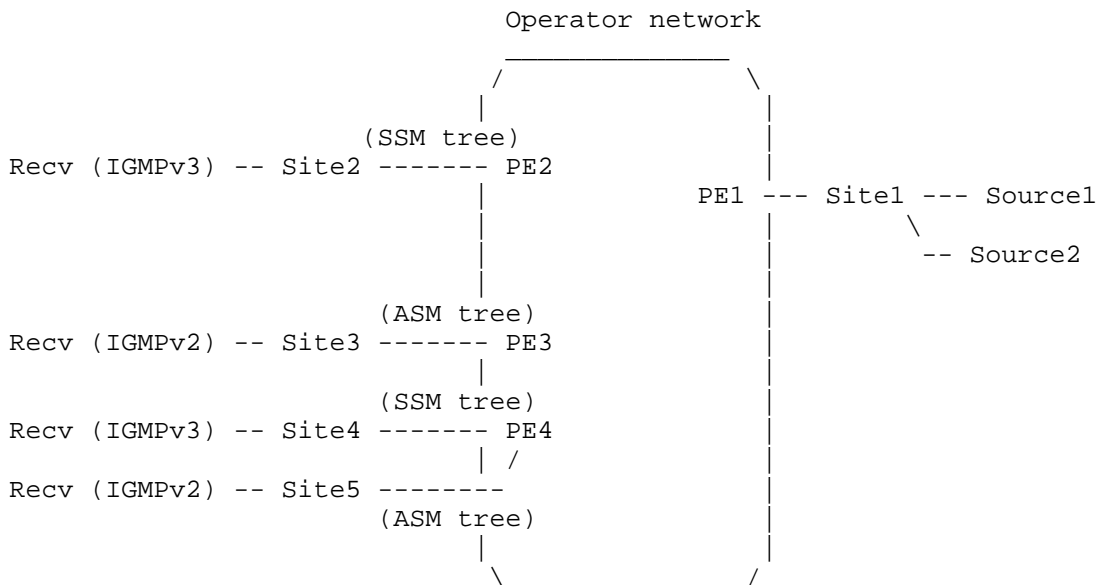 Operator network
(SSM tree)
Recv (IGMPv3) -- Site2 ------- PE2
PE1 --- Site1 --- Source1
-- Source2
(ASM tree)
Recv (IGMPv2) -- Site3 ------- PE3
(SSM tree)
Recv (IGMPv3) -- Site4 ------- PE4
Recv (IGMPv2) -- Site5 --------
(ASM tree)